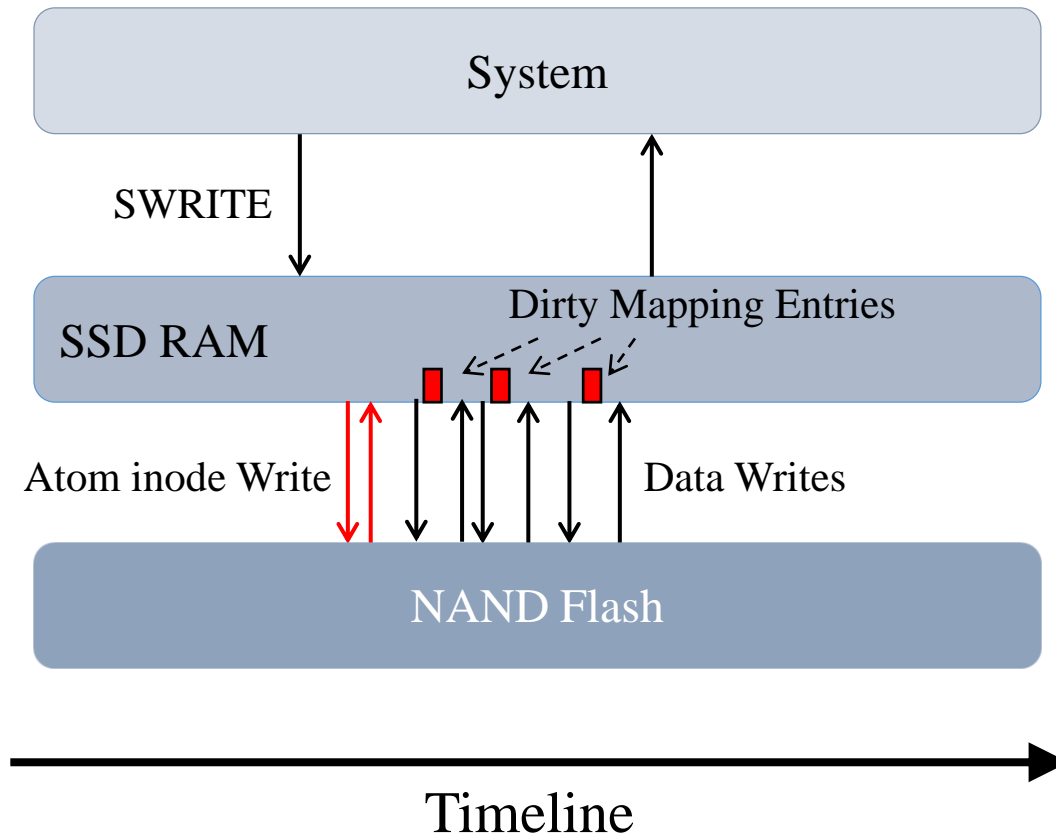 System
SWRITE
Dirty Mapping Entries
SSD RAM
Atom inode Write
Data Writes
NAND Flash
Timeline